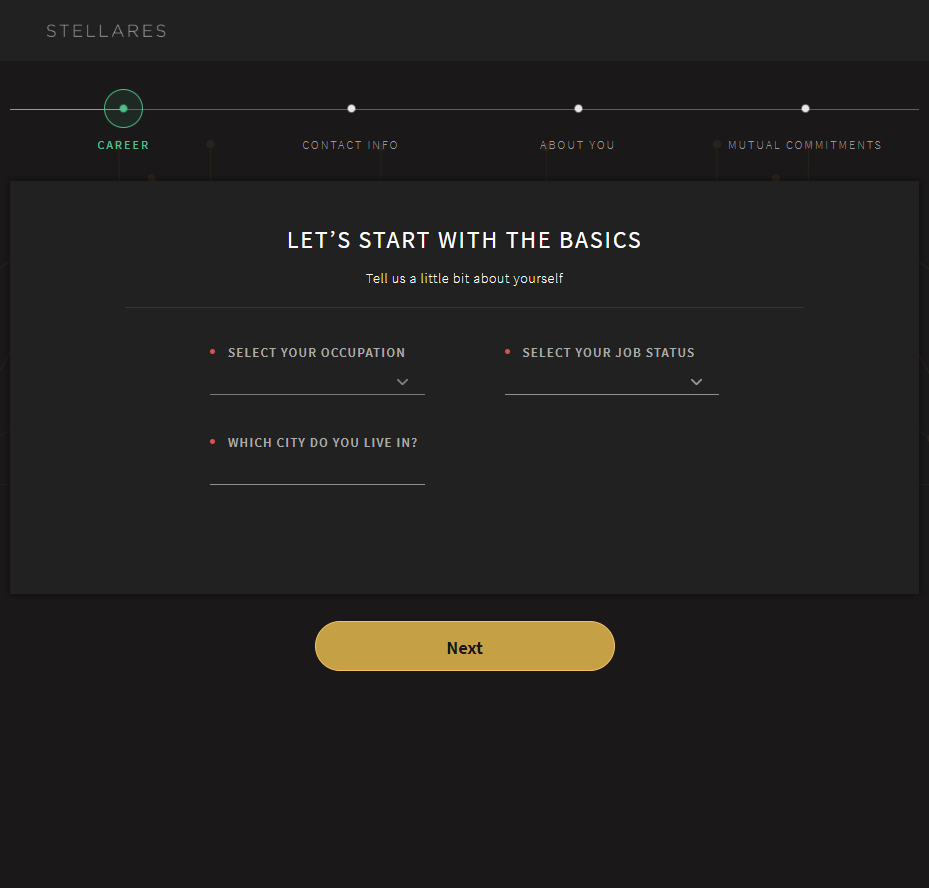 STELLARES
CAREER
CONTACT INFO
ABOUT YOU
MUTUAL COMMITMENTS
LET’S START WITH THE BASICS
Tell us a little bit about yourself
SELECT YOUR OCCUPATION
SELECT YOUR JOB STATUS
WHICH CITY DO YOU LIVE IN?
Next